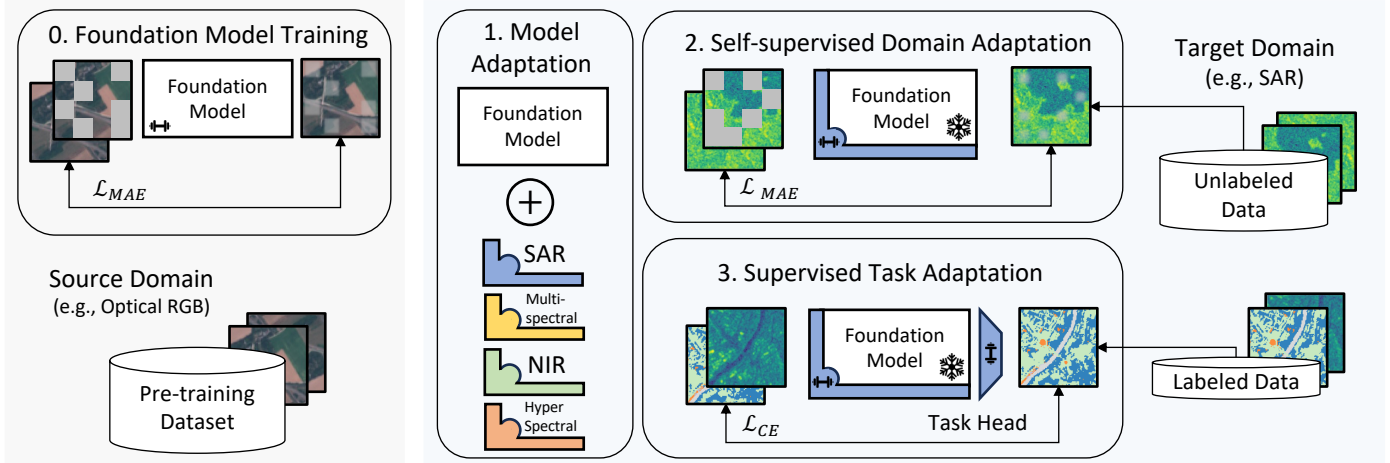 0. Foundation Model Training
Foundation
Model
ℒ_MAE
Source Domain
(e.g., Optical RGB)
Pre-training
Dataset
1. Model
Adaptation
Foundation
Model
SAR
Multi-
spectral
NIR
Hyper
Spectral
2. Self-supervised Domain Adaptation
Foundation
Model
ℒ_MAE
Target Domain
(e.g., SAR)
Unlabeled
Data
3. Supervised Task Adaptation
Foundation
Model
ℒ_CE
Task Head
Labeled Data